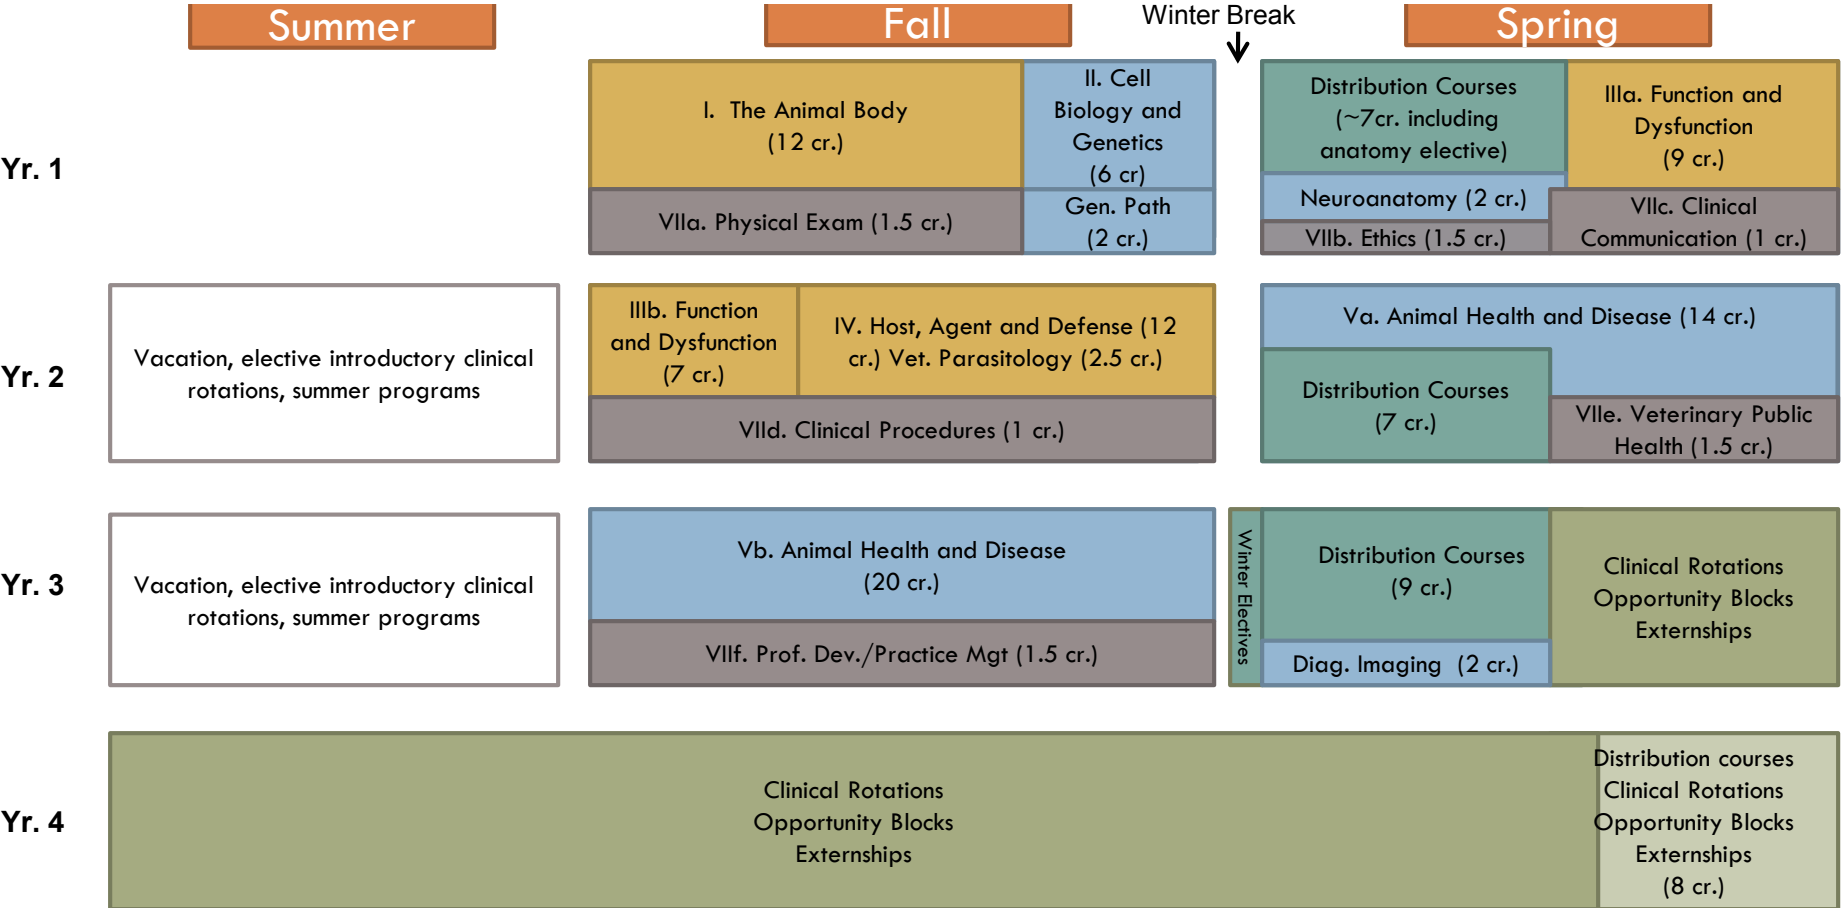 Summer
Fall
Winter Break
Spring
Yr. 1
I. The Animal Body
(12 cr.)
II. Cell
Biology and
Genetics
(6 cr)
VIIa. Physical Exam (1.5 cr.)
Gen. Path
(2 cr.)
Distribution Courses
(~7cr. including
anatomy elective)
IIIa. Function and
Dysfunction
(9 cr.)
Neuroanatomy (2 cr.)
VIIb. Ethics (1.5 cr.)
VIIc. Clinical
Communication (1 cr.)
Yr. 2
Vacation, elective introductory clinical
rotations, summer programs
IIIb. Function
and Dysfunction
(7 cr.)
IV. Host, Agent and Defense (12
cr.) Vet. Parasitology (2.5 cr.)
VIId. Clinical Procedures (1 cr.)
Va. Animal Health and Disease (14 cr.)
Distribution Courses
(7 cr.)
VIIe. Veterinary Public
Health (1.5 cr.)
Yr. 3
Vacation, elective introductory clinical
rotations, summer programs
Vb. Animal Health and Disease
(20 cr.)
VIIf. Prof. Dev./Practice Mgt (1.5 cr.)
Winter Electives
Distribution Courses
(9 cr.)
Diag. Imaging (2 cr.)
Clinical Rotations
Opportunity Blocks
Externships
Yr. 4
Clinical Rotations
Opportunity Blocks
Externships
Distribution courses
Clinical Rotations
Opportunity Blocks
Externships
(8 cr.)